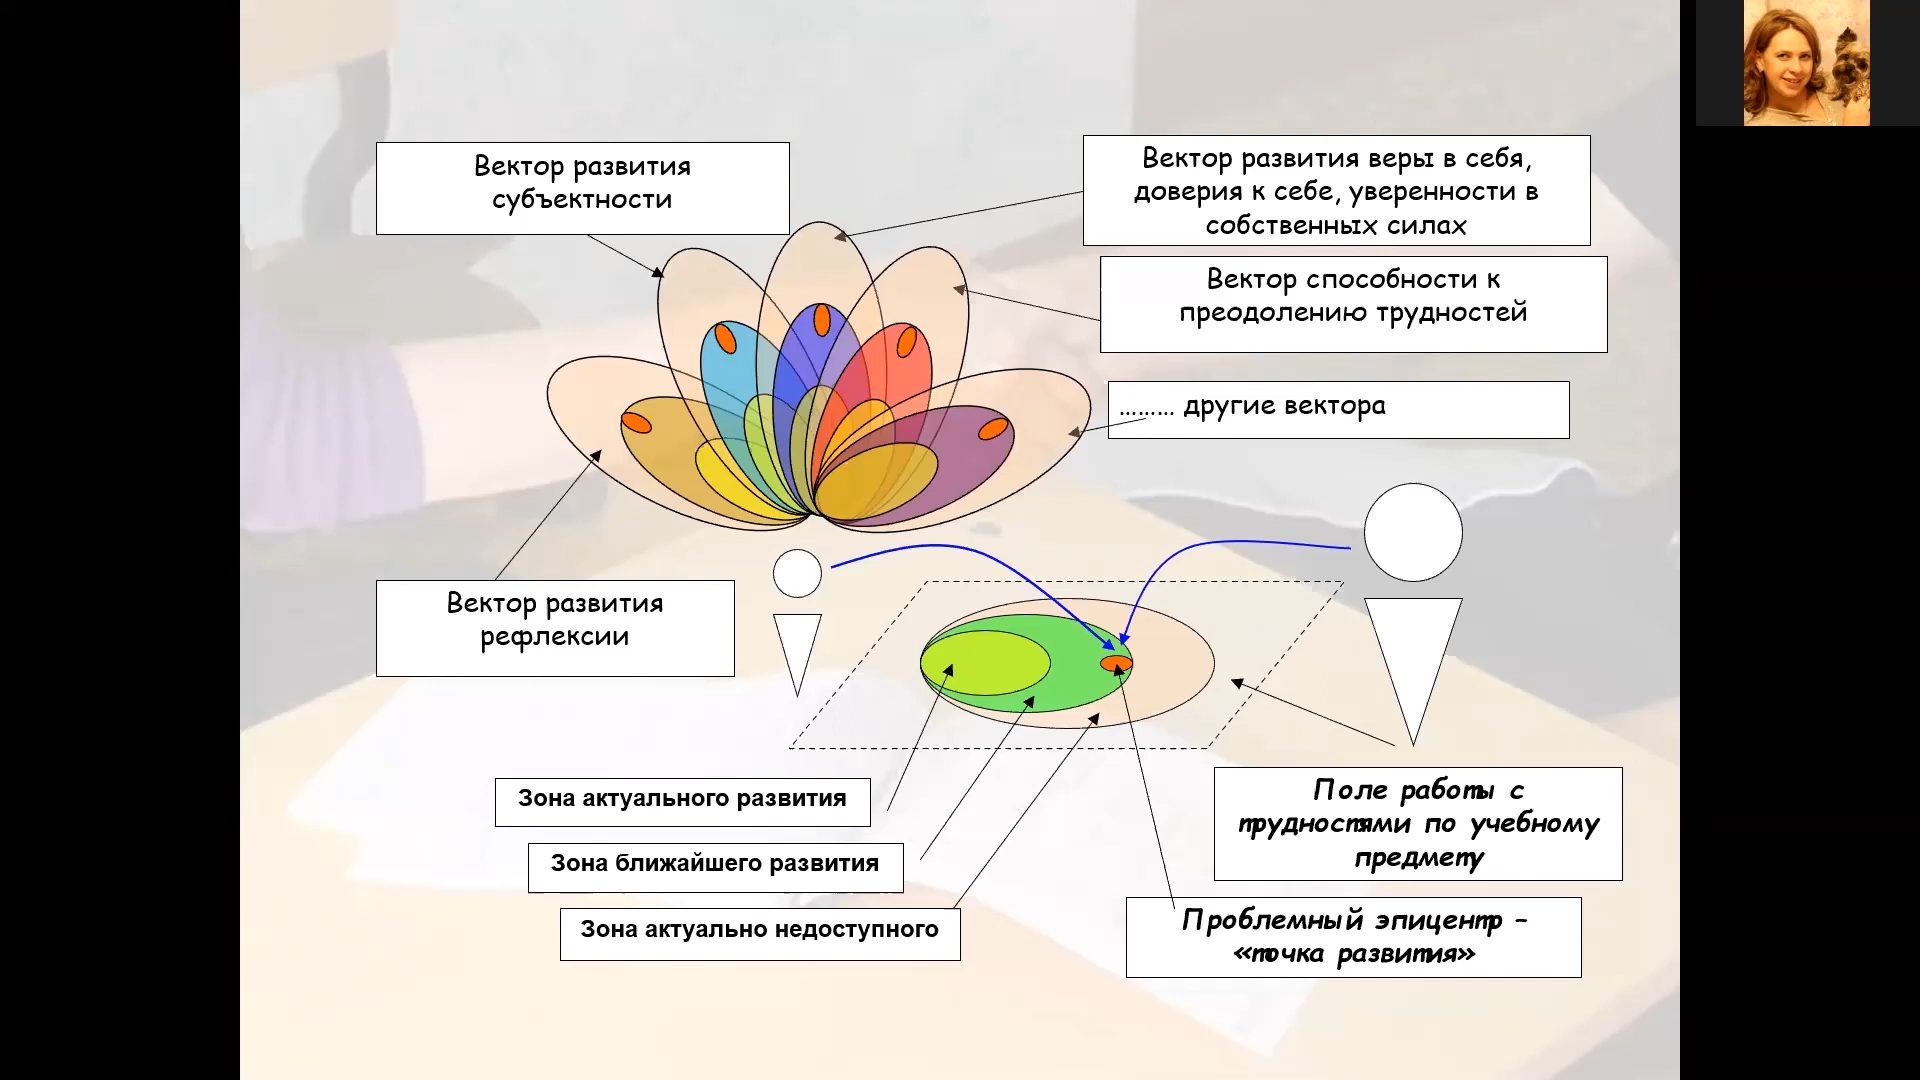 Вектор развития
субъектности
Вектор развития веры в себя,
доверия к себе, уверенности в
собственных силах
Вектор способности к
преодолению трудностей
……… другие вектора
Вектор развития
рефлексии
Зона актуального развития
Зона ближайшего развития
Зона актуально недоступного
Поле работы с
трудностями по учебному
предмету
Проблемный эпицентр –
«точка развития»